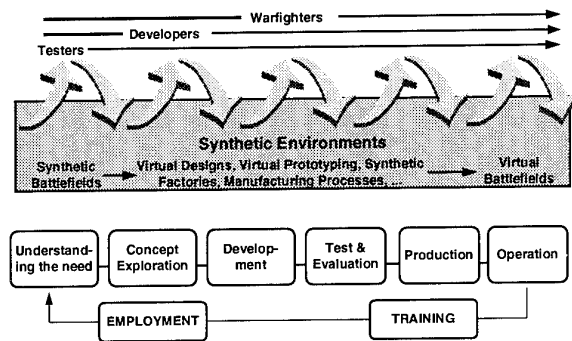 Warfighters
Developers
Testers
Synthetic Environments
Synthetic
Battlefields
Virtual Designs, Virtual Prototyping, Synthetic
Factories, Manufacturing Processes, ...
Virtual
Battlefields
Understand-
ing the need
Concept
Exploration
Develop-
ment
Test &
Evaluation
Production
Operation
EMPLOYMENT
TRAINING